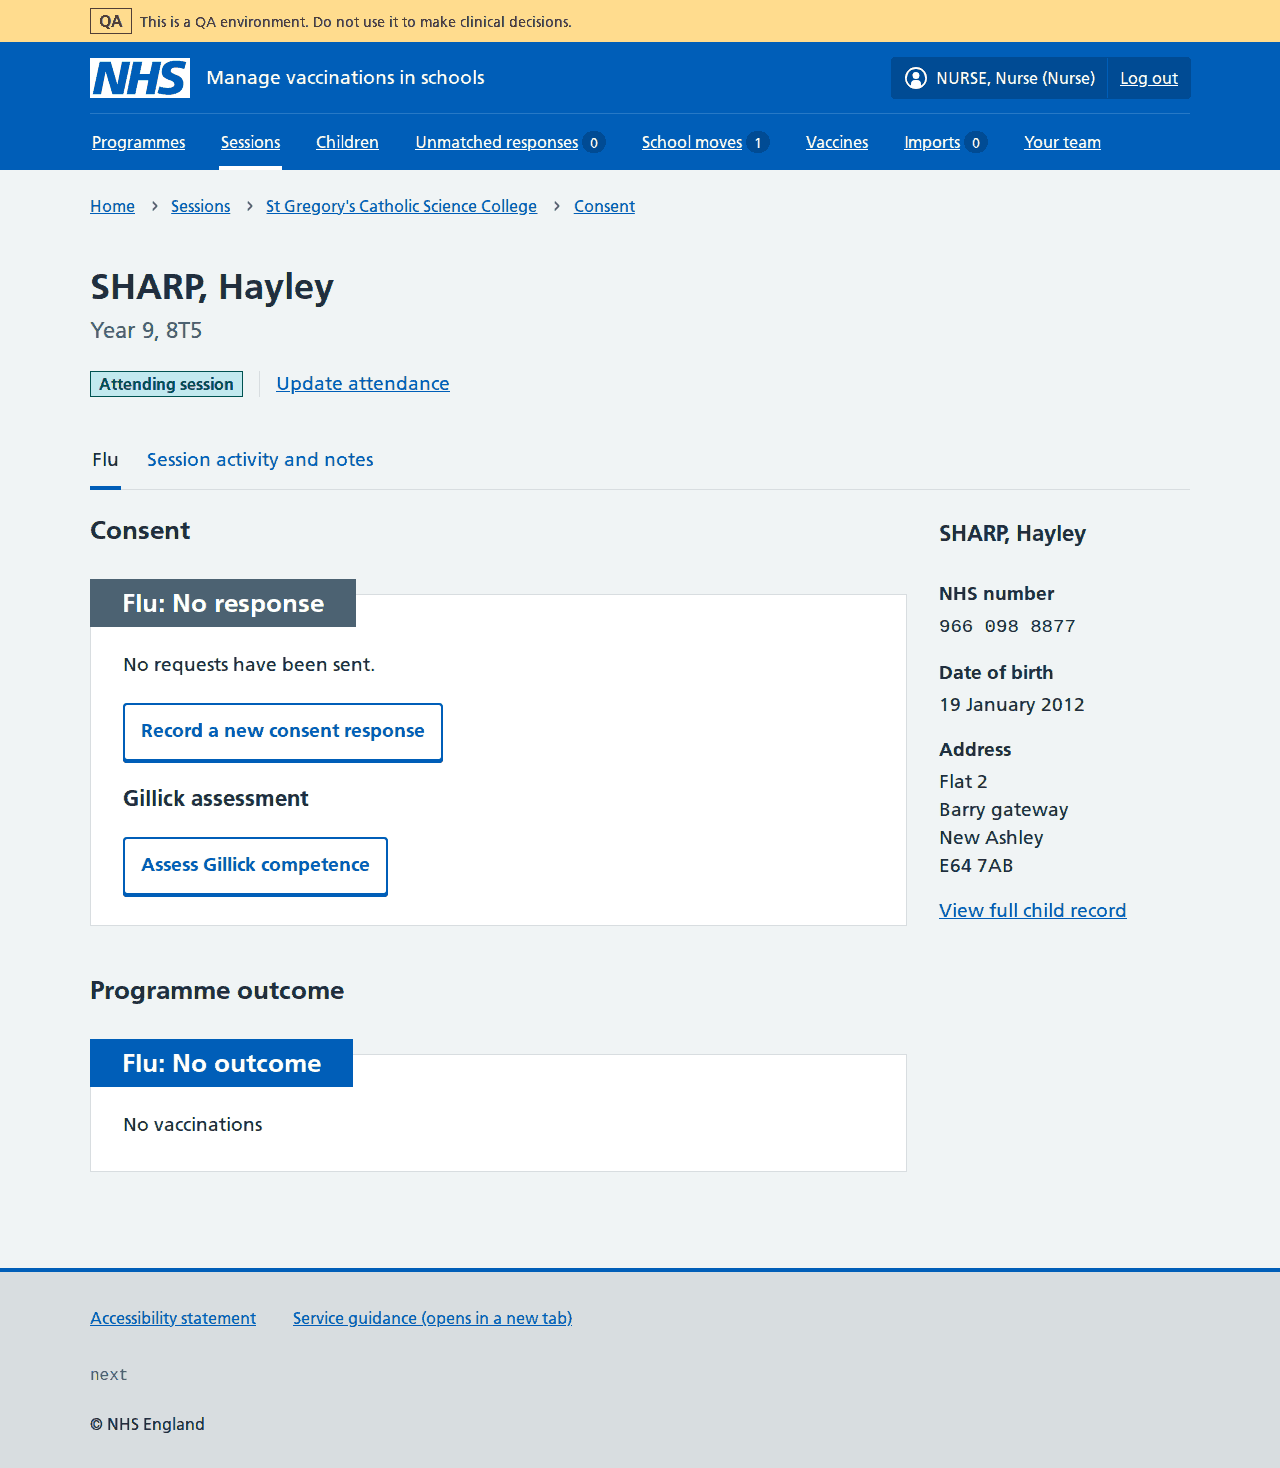 QA This is a QA environment. Do not use it to make clinical decisions.
NHS Manage vaccinations in schools NURSE, Nurse (Nurse) Log out
Programmes Sessions Children Unmatched responses 0 School moves 1 Vaccines Imports 0 Your team
Home Sessions St Gregory's Catholic Science College Consent
SHARP, Hayley
Year 9, 8T5
Attending session Update attendance
Flu Session activity and notes
Consent
Flu: No response
No requests have been sent.
Record a new consent response
Gillick assessment
Assess Gillick competence
SHARP, Hayley
NHS number
966 098 8877
Date of birth
19 January 2012
Address
Flat 2
Barry gateway
New Ashley
E64 7AB
View full child record
Programme outcome
Flu: No outcome
No vaccinations
Accessibility statement Service guidance (opens in a new tab)
next
© NHS England